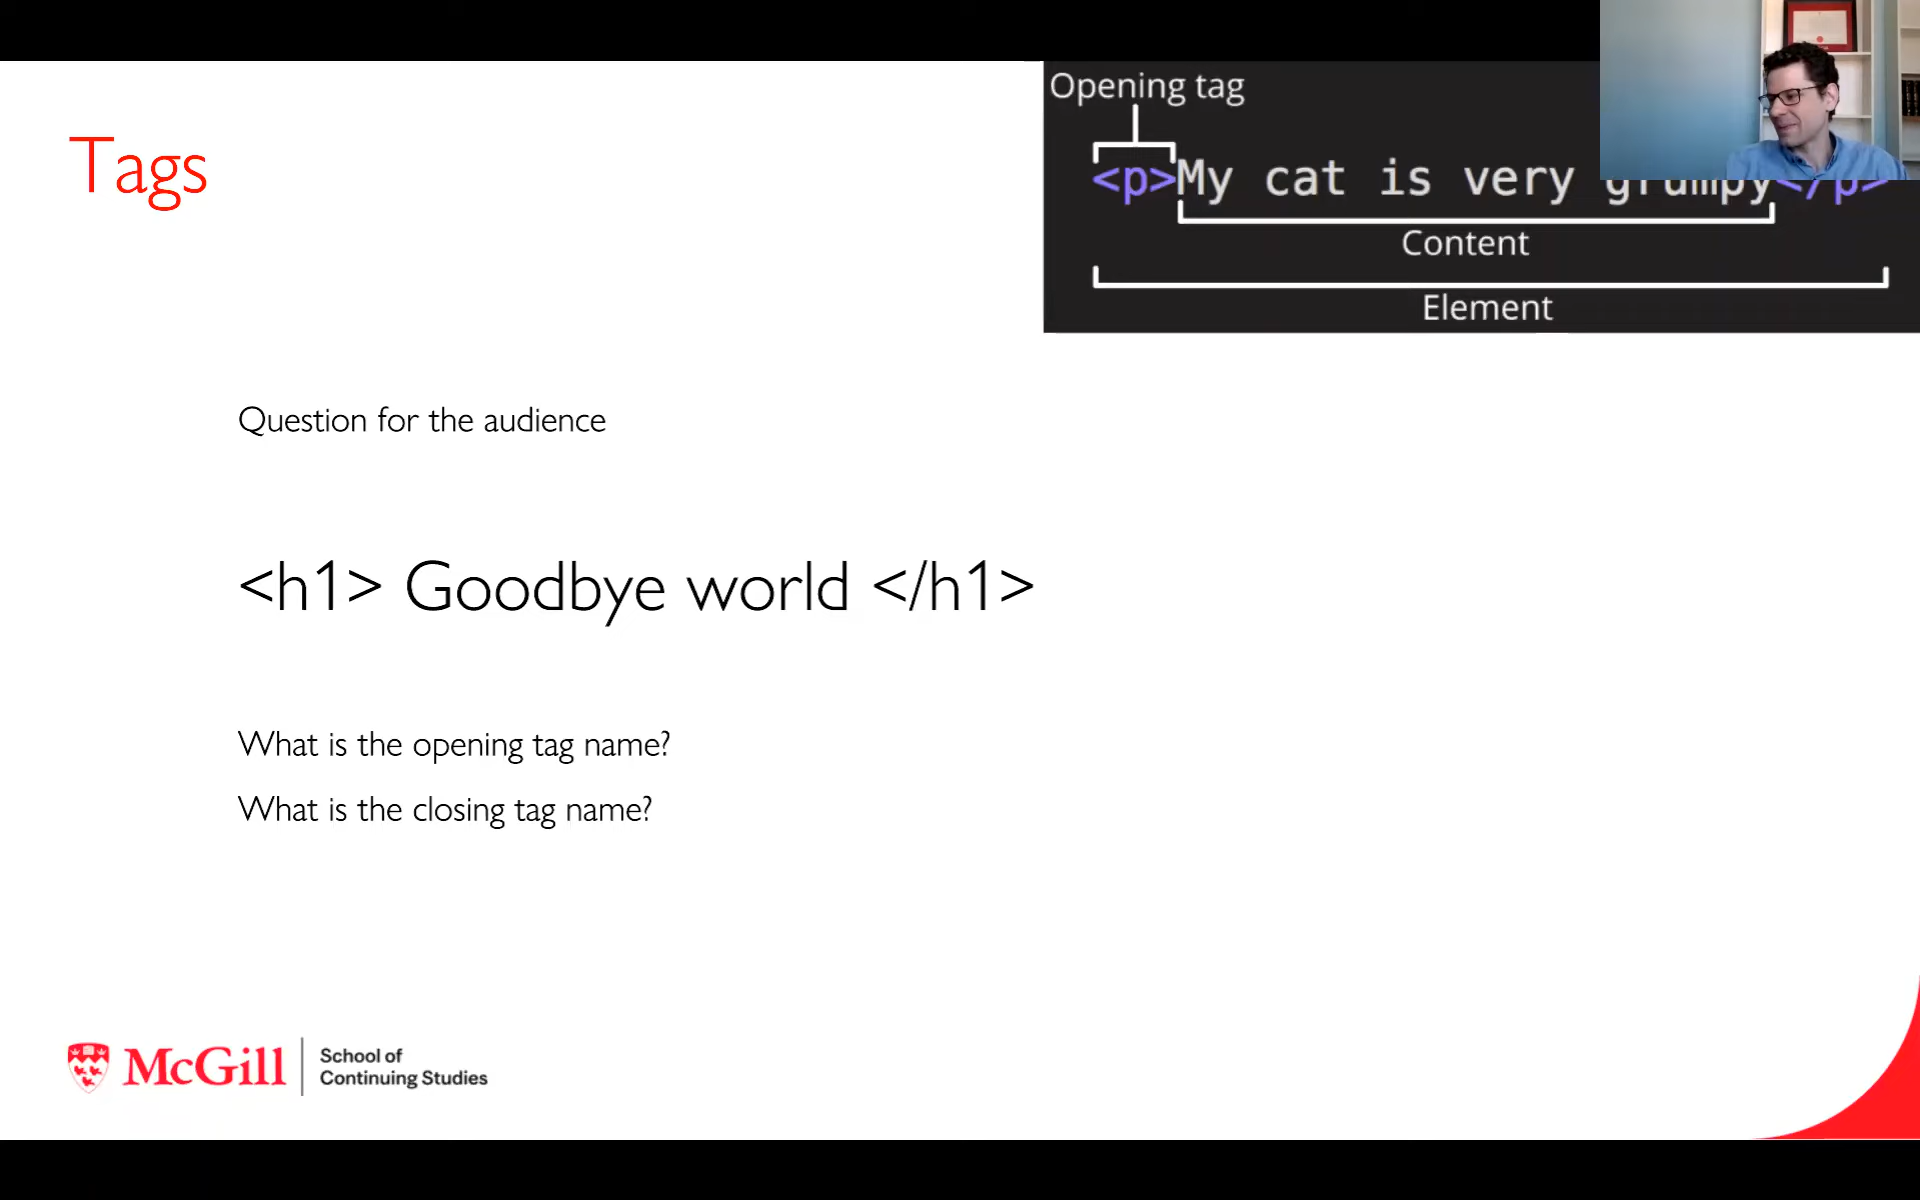 Opening tag
Tags
<p>My cat is very grumpy</p>
Content
Element
Question for the audience
<h1> Goodbye world </h1>
What is the opening tag name?
What is the closing tag name?
McGill
School of
Continuing Studies